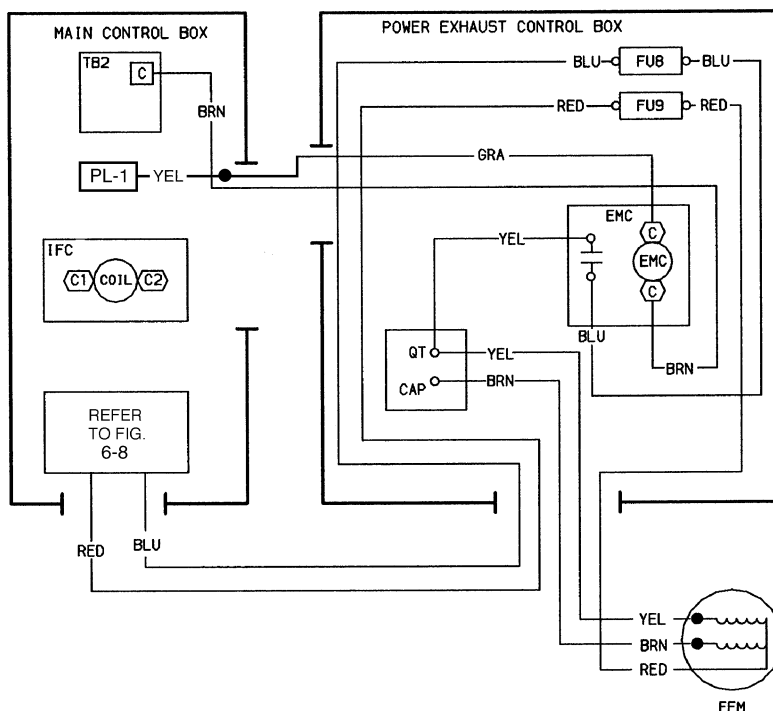 MAIN CONTROL BOX
POWER EXHAUST CONTROL BOX
TB2
C
BRN
BLU
FU8
BLU
RED
FU9
RED
PL-1
YEL
GRA
EMC
C
EMC
C
YEL
BLU
BRN
IFC
C1
COIL
C2
QT
YEL
CAP
BRN
REFER
TO FIG.
6-8
RED
BLU
YEL
BRN
RED
EFM